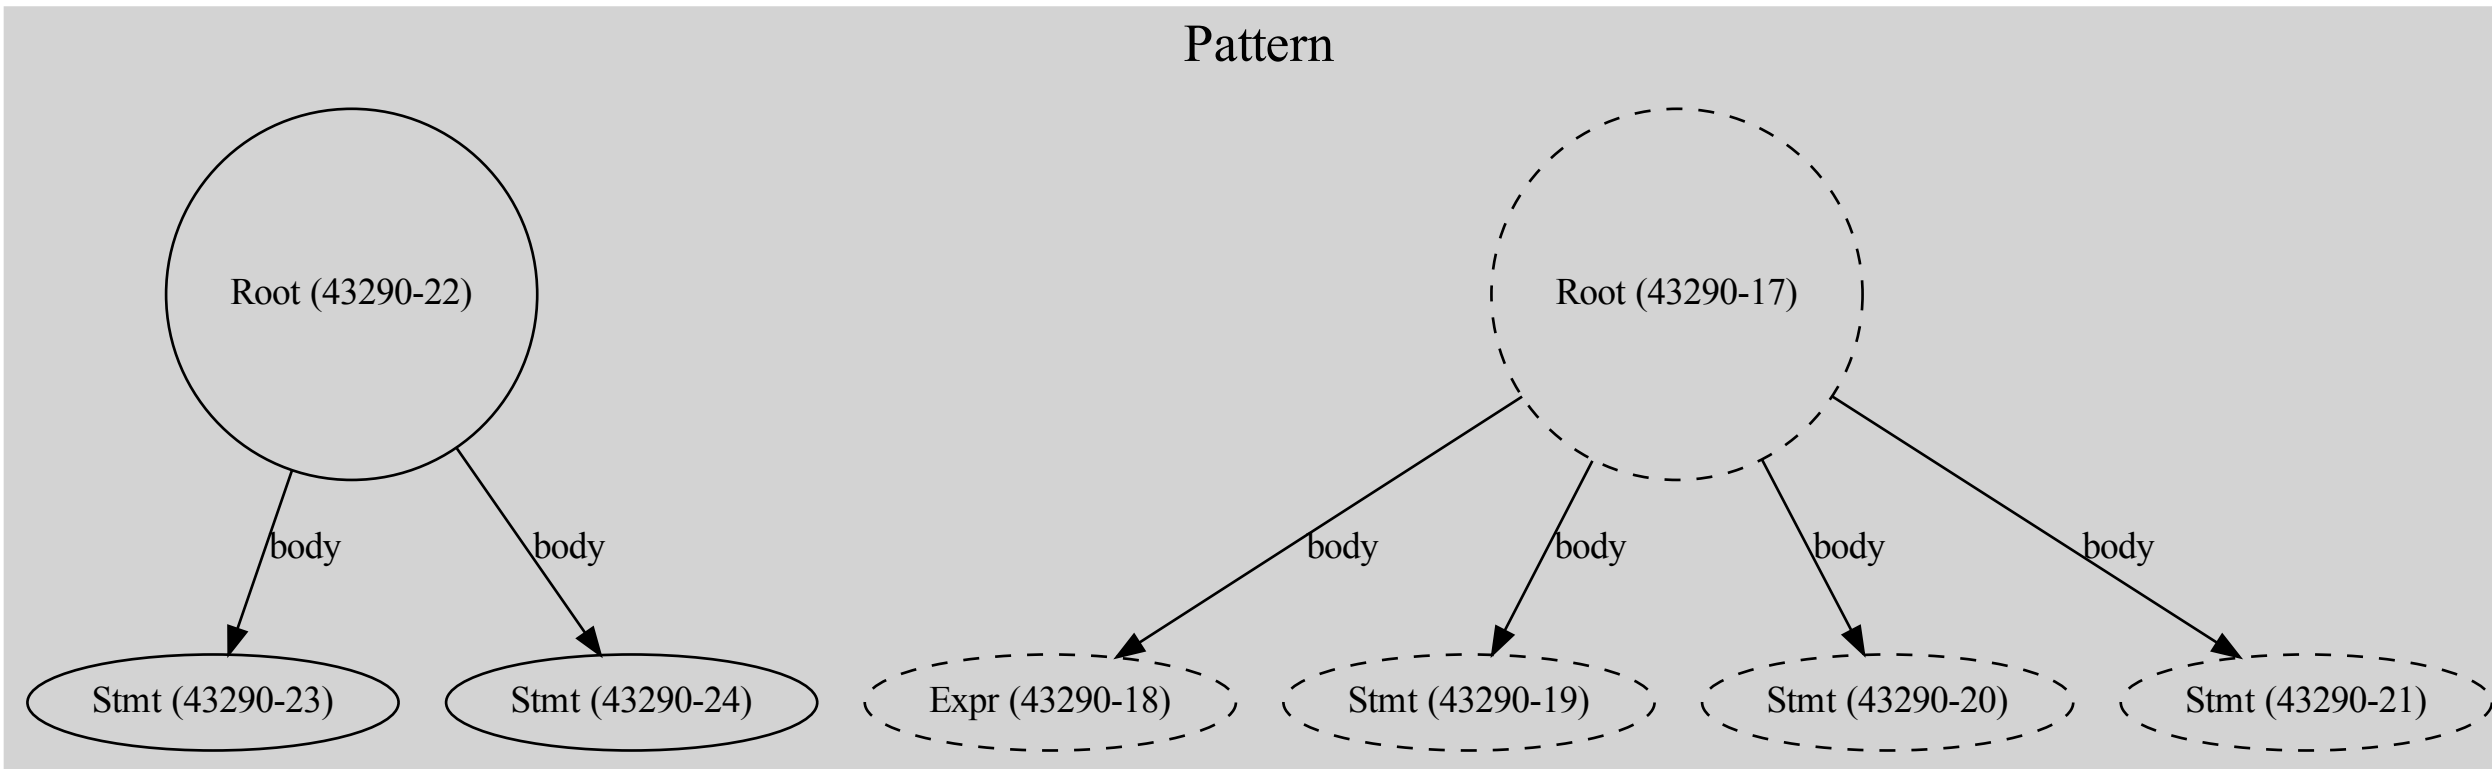 Pattern
Root (43290-22)
Root (43290-17)
body
body
body
body
body
body
Stmt (43290-23)
Stmt (43290-24)
Expr (43290-18)
Stmt (43290-19)
Stmt (43290-20)
Stmt (43290-21)